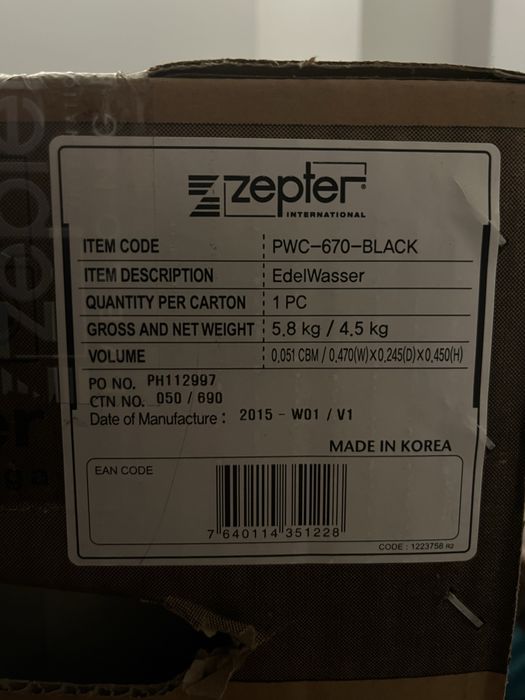 zepter
INTERNATIONAL
ITEM CODE PWC-670-BLACK
ITEM DESCRIPTION EdelWasser
QUANTITY PER CARTON 1 PC
GROSS AND NET WEIGHT 5.8 kg / 4.5 kg
VOLUME 0,051 CBM / 0,470(W)X0,245(D)X0,450(H)
PO NO. PH112997
CTN NO. 050 / 690
Date of Manufacture : 2015 - W01 / V1
MADE IN KOREA
EAN CODE
7 640114 351228
CODE : 1223758 R2